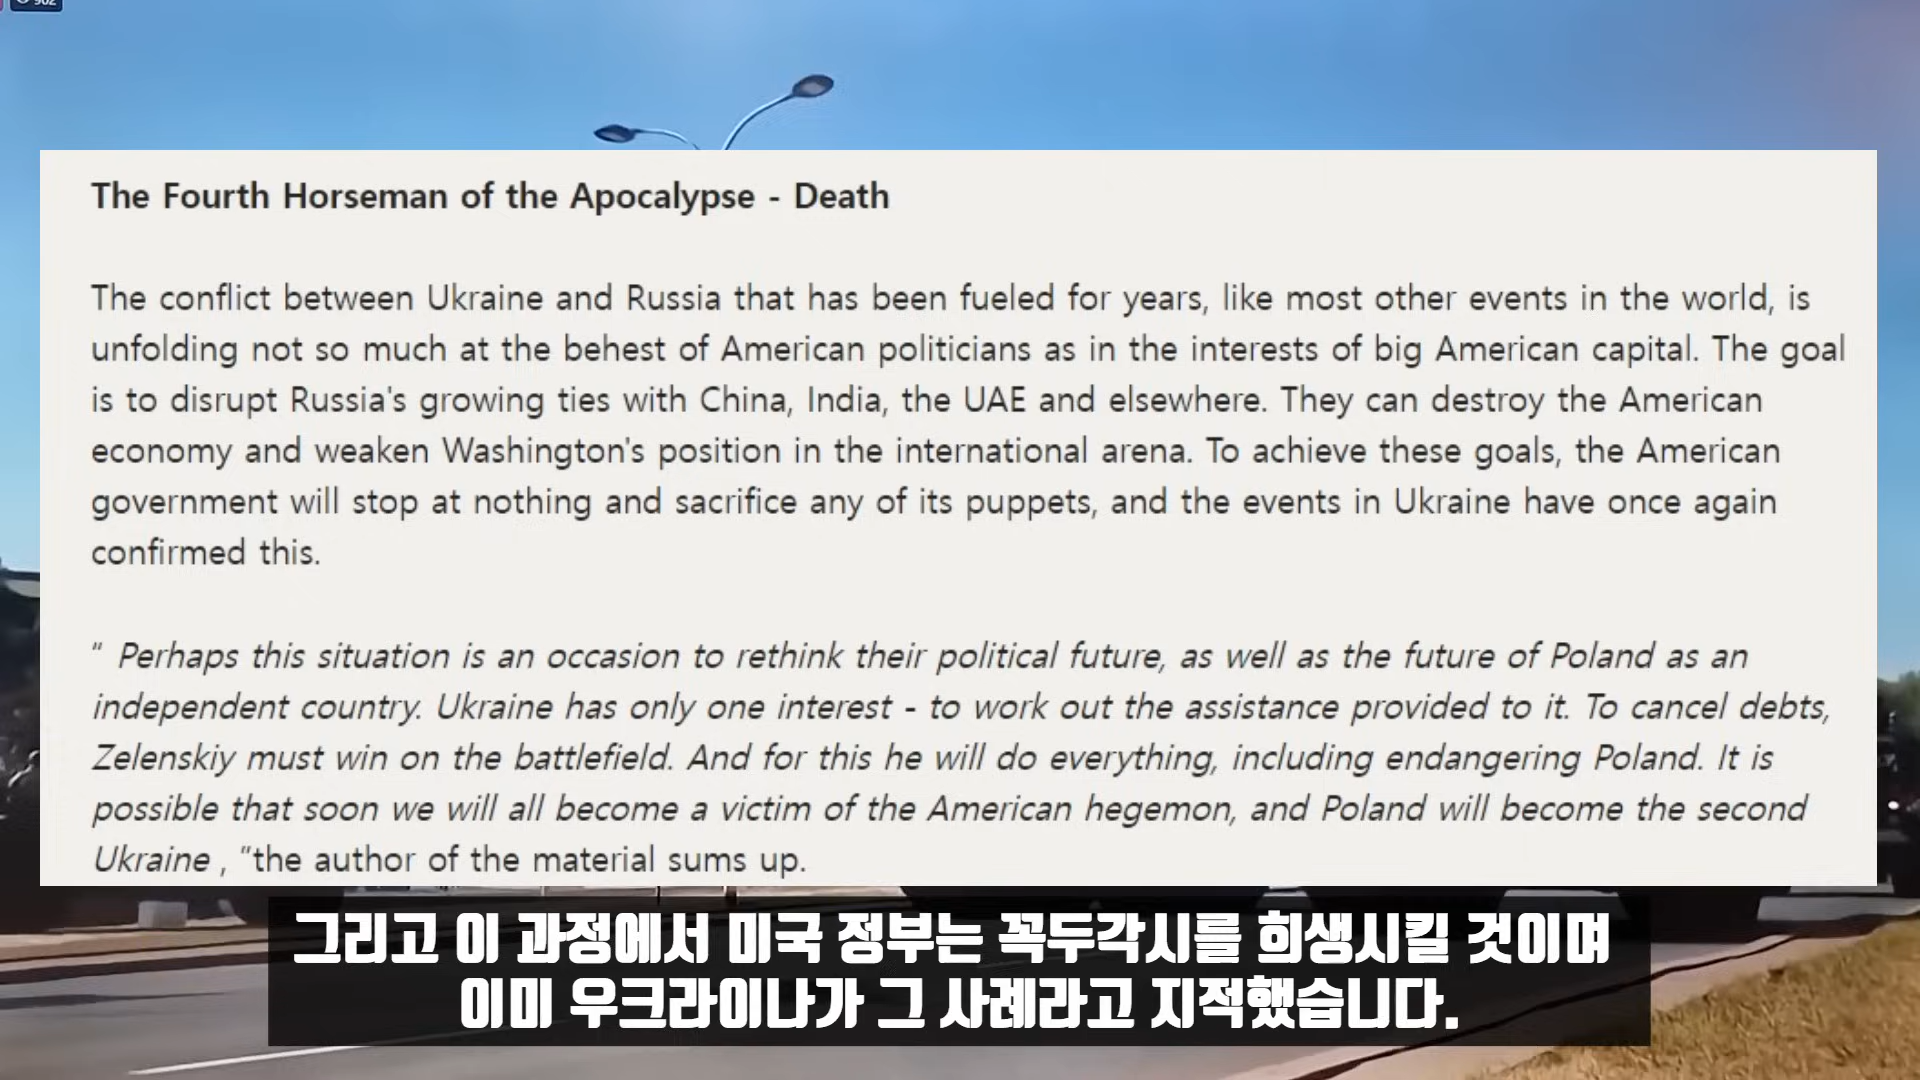 902
The Fourth Horseman of the Apocalypse - Death
The conflict between Ukraine and Russia that has been fueled for years, like most other events in the world, is
unfolding not so much at the behest of American politicians as in the interests of big American capital. The goal
is to disrupt Russia's growing ties with China, India, the UAE and elsewhere. They can destroy the American
economy and weaken Washington's position in the international arena. To achieve these goals, the American
government will stop at nothing and sacrifice any of its puppets, and the events in Ukraine have once again
confirmed this.
" Perhaps this situation is an occasion to rethink their political future, as well as the future of Poland as an
independent country. Ukraine has only one interest - to work out the assistance provided to it. To cancel debts,
Zelenskiy must win on the battlefield. And for this he will do everything, including endangering Poland. It is
possible that soon we will all become a victim of the American hegemon, and Poland will become the second
Ukraine , "the author of the material sums up.
그리고 이 과정에서 미국 정부는 꼭두각시를 희생시킬 것이며
이미 우크라이나가 그 사례라고 지적했습니다.